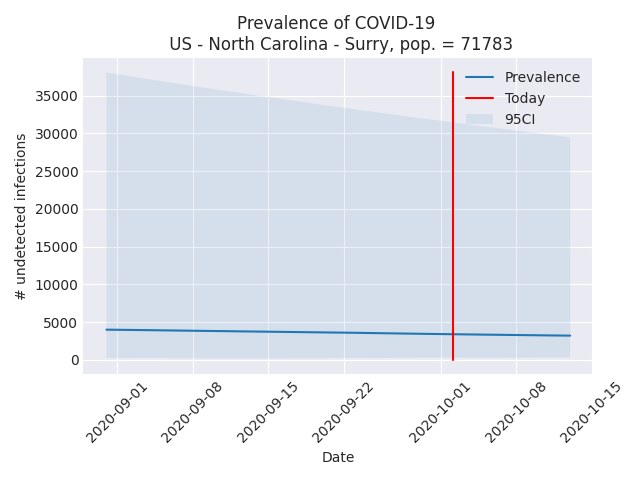 Prevalence of COVID-19
US - North Carolina - Surry, pop. = 71783
Prevalence
Today
95CI
# undetected infections
35000
30000
25000
20000
15000
10000
5000
0
2020-09-01
2020-09-08
2020-09-15
2020-09-22
2020-10-01
2020-10-08
2020-10-15
Date